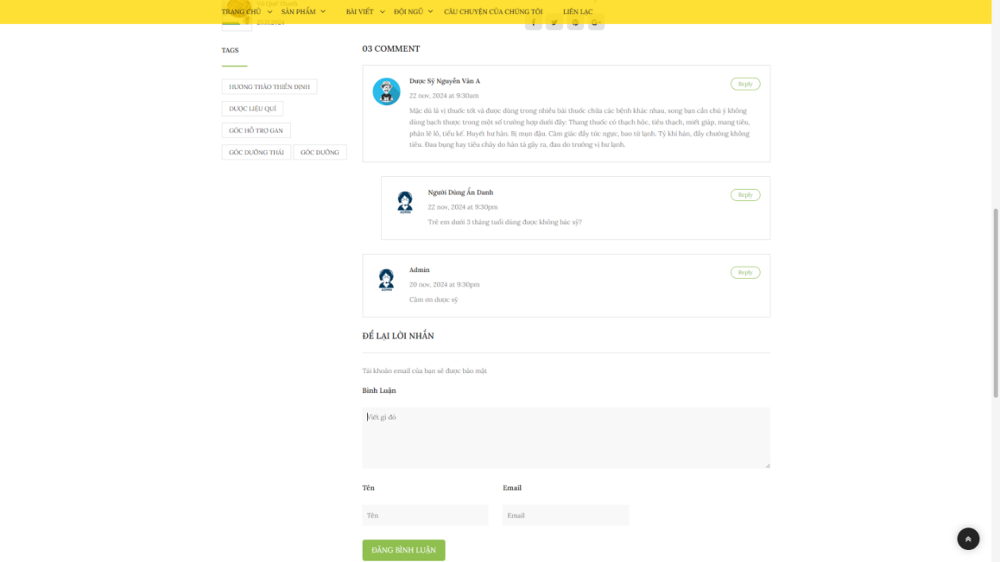 TRANG CHỦ SẢN PHẨM BÀI VIẾT ĐỘI NGŨ CÂU CHUYỆN CỦA CHÚNG TÔI LIÊN LẠC
Võ Quế Thanh
25.11.2024
TAGS
HƯƠNG THẢO THIÊN ĐỊNH
DƯỢC LIỆU QUÍ
GÓC HỖ TRỢ GAN
GÓC DƯỠNG THÁI GÓC DƯỠNG
03 COMMENT
Dược Sỹ Nguyễn Văn A
Reply
22 nov, 2024 at 9:30am
Mặc dù là vị thuốc tốt và được dùng trong nhiều bài thuốc chữa các bệnh khác nhau, song bạn cần chú ý không
dùng bạch thược trong một số trường hợp dưới đây: Thang thuốc có thạch hộc, tiêu thạch, miết giáp, mang tiêu,
phản lê lô, tiểu kế. Huyết hư hàn. Bị mụn đậu. Cảm giác đầy tức ngực, bao tử lạnh. Tỳ khí hàn, đầy chướng không
tiêu. Đau bụng hay tiêu chảy do hàn tà gây ra, đau do trường vị hư lạnh.
Người Dùng Ẩn Danh
Reply
22 nov, 2024 at 9:30pm
Trẻ em dưới 3 tháng tuổi dùng được không bác sỹ?
ADMIN
Admin
Reply
20 nov, 2024 at 9:30pm
Cảm ơn dược sỹ
ADMIN
ĐỂ LẠI LỜI NHẮN
Tài khoản email của bạn sẽ được bảo mật
Bình Luận
Viết gì đó
Tên Email
Tên Email
ĐĂNG BÌNH LUẬN